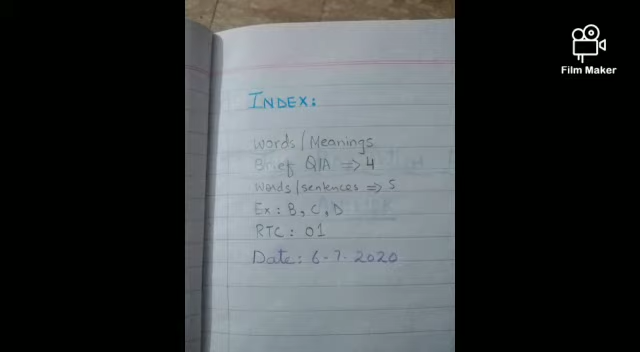 INDEX:
Words/Meanings
Brief Q/A => 4
Words/sentences => 5
Ex: B, C, D
RTC: 01
Date: 6-7-2020
Film Maker